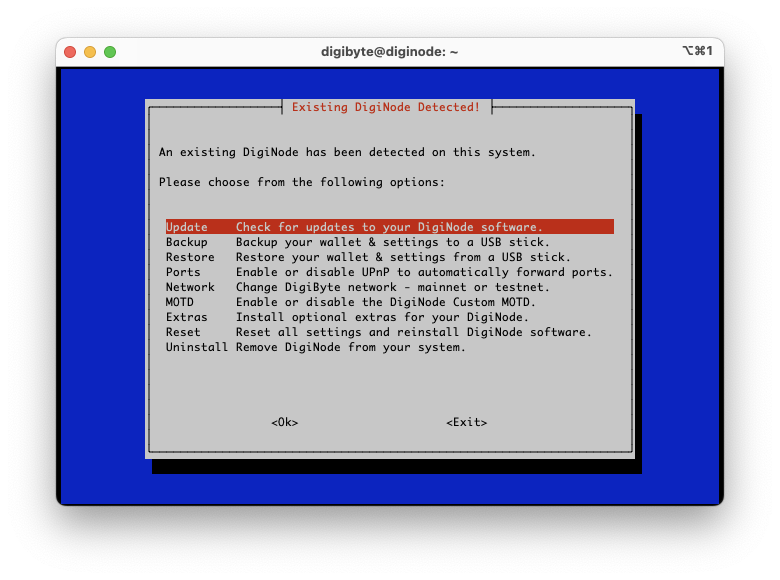 digibyte@diginode: ~
⌥⌘1
Existing DigiNode Detected!
An existing DigiNode has been detected on this system.
Please choose from the following options:
Update Check for updates to your DigiNode software.
Backup Backup your wallet & settings to a USB stick.
Restore Restore your wallet & settings from a USB stick.
Ports Enable or disable UPnP to automatically forward ports.
Network Change DigiByte network - mainnet or testnet.
MOTD Enable or disable the DigiNode Custom MOTD.
Extras Install optional extras for your DigiNode.
Reset Reset all settings and reinstall DigiNode software.
Uninstall Remove DigiNode from your system.
<Ok> <Exit>